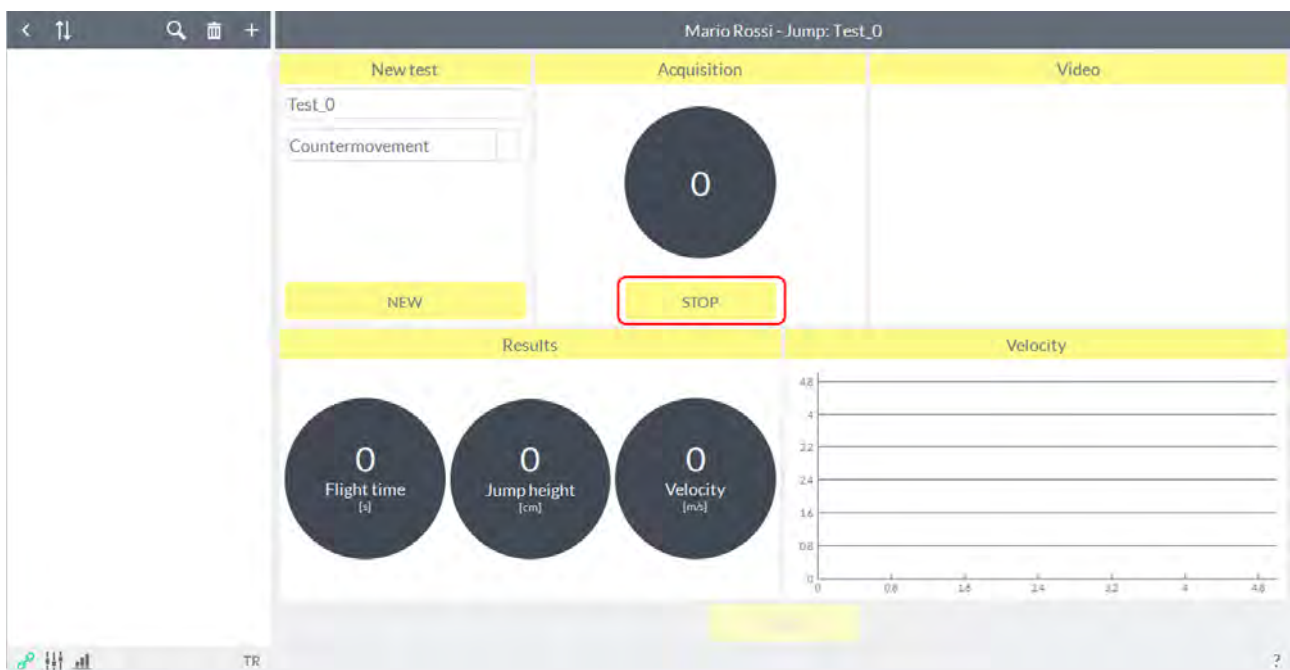 Mario Rossi - Jump: Test_0
New test
Acquisition
Video
Test_0
Countermovement
0
NEW
STOP
Results
Velocity
0
Flight time
[s]
0
Jump height
[cm]
0
Velocity
[m/s]
4.8
4
2.4
1.6
0.8
0
0
0.8
1.6
2.4
3.2
4
4.8
TR
?